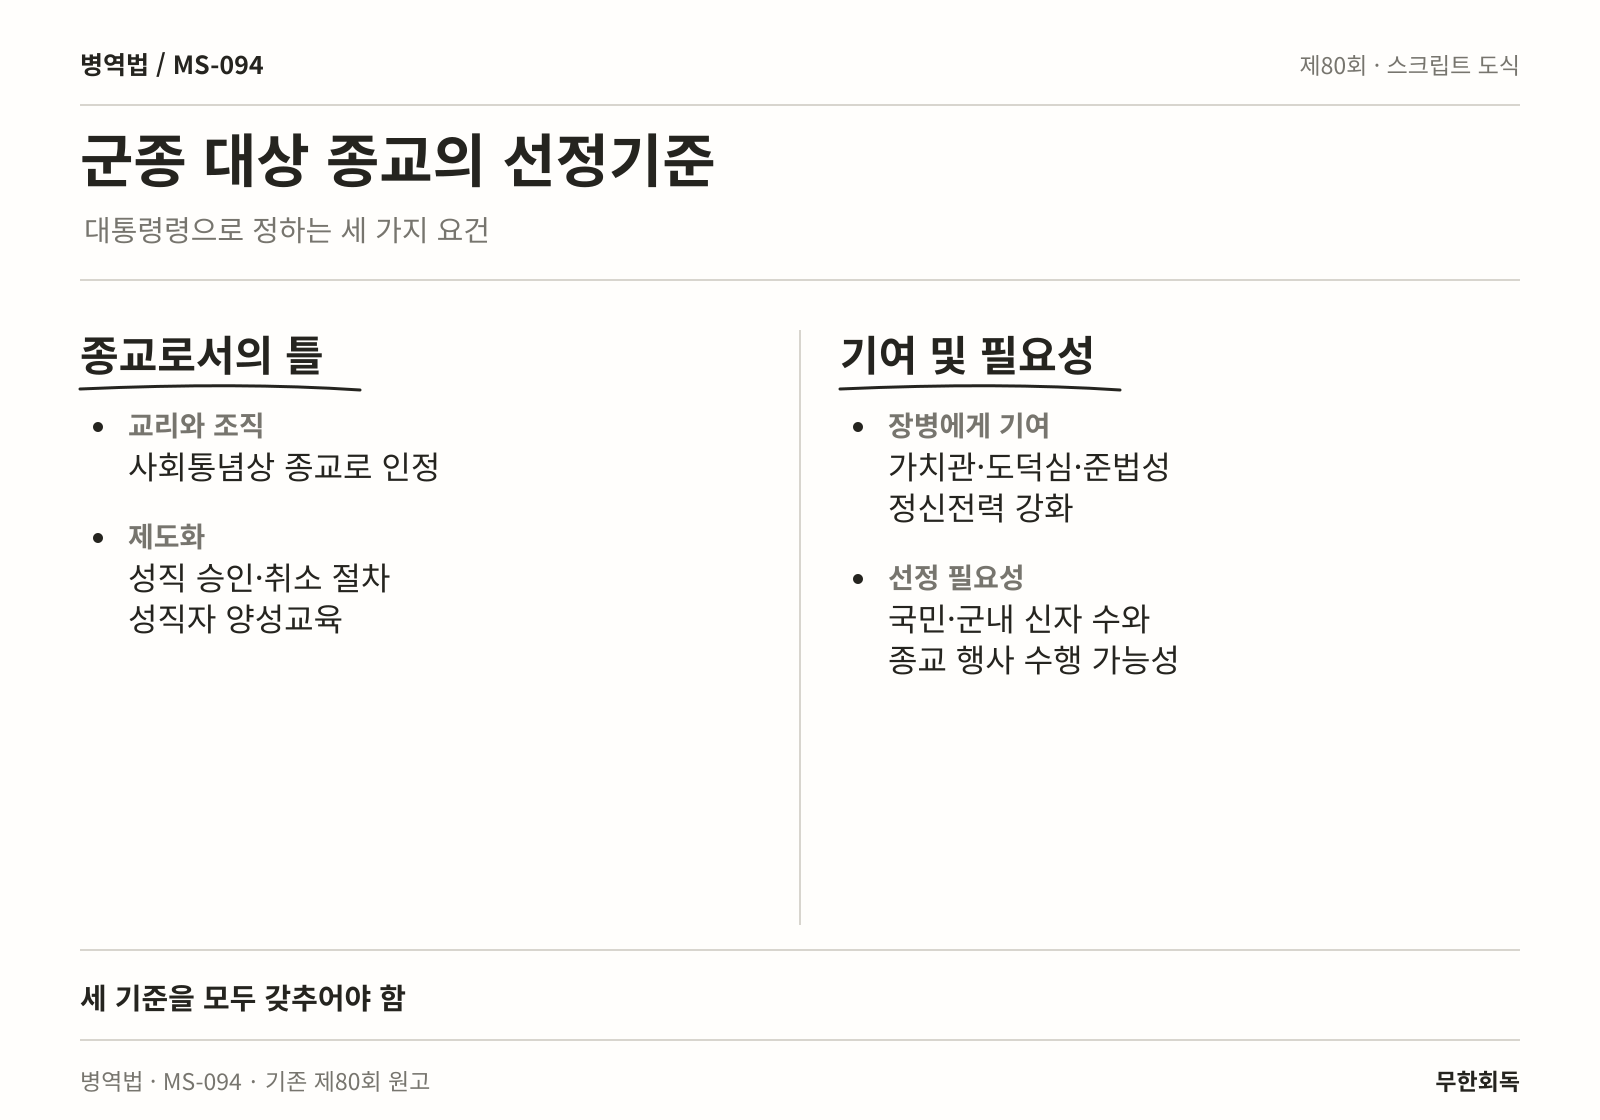 병역법 / MS-094
제80회 · 스크립트 도식
군종 대상 종교의 선정기준
대통령령으로 정하는 세 가지 요건
종교로서의 틀
• 교리와 조직
사회통념상 종교로 인정
• 제도화
성직 승인·취소 절차
성직자 양성교육
기여 및 필요성
• 장병에게 기여
가치관·도덕심·준법성
정신전력 강화
• 선정 필요성
국민·군내 신자 수와
종교 행사 수행 가능성
세 기준을 모두 갖추어야 함
병역법 · MS-094 · 기존 제80회 원고
무한회독